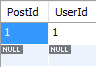 PostId UserId
1 1
NULL NULL